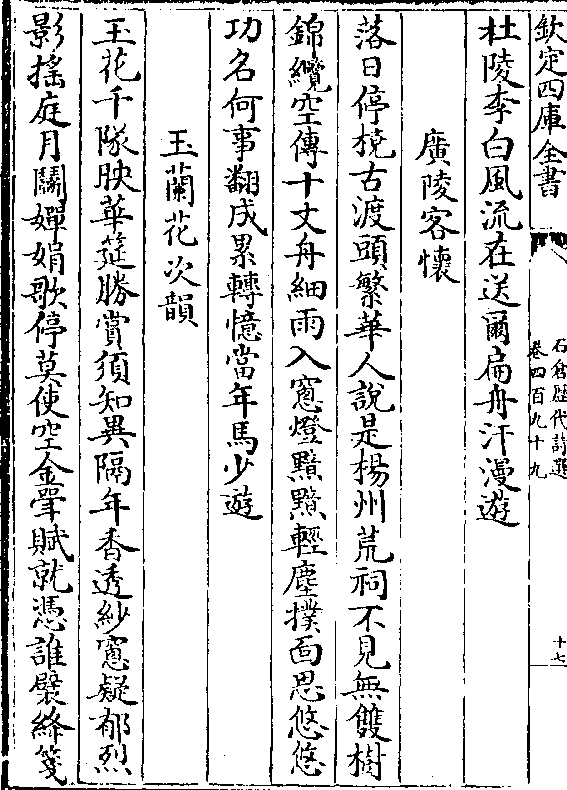 欽定四庫全書
石倉歷代詩選
卷四百九十九
十七
杜陵李白風流在送爾扁舟汗漫遊
廣陵客懷
落日停橈古渡頭繁華人說是楊州荒祠不見無雙樹
錦纜空傳十丈舟細雨入窻燈黯黯輕塵撲面思悠悠
功名何事翻成累轉憶當年馬少遊
玉蘭花次韻
玉花千隊映華筵勝賞須知異隔年香透紗窻疑郁烈
影摇庭月鬭嬋娟歌停莫使空金斝賦就憑誰襞絳箋